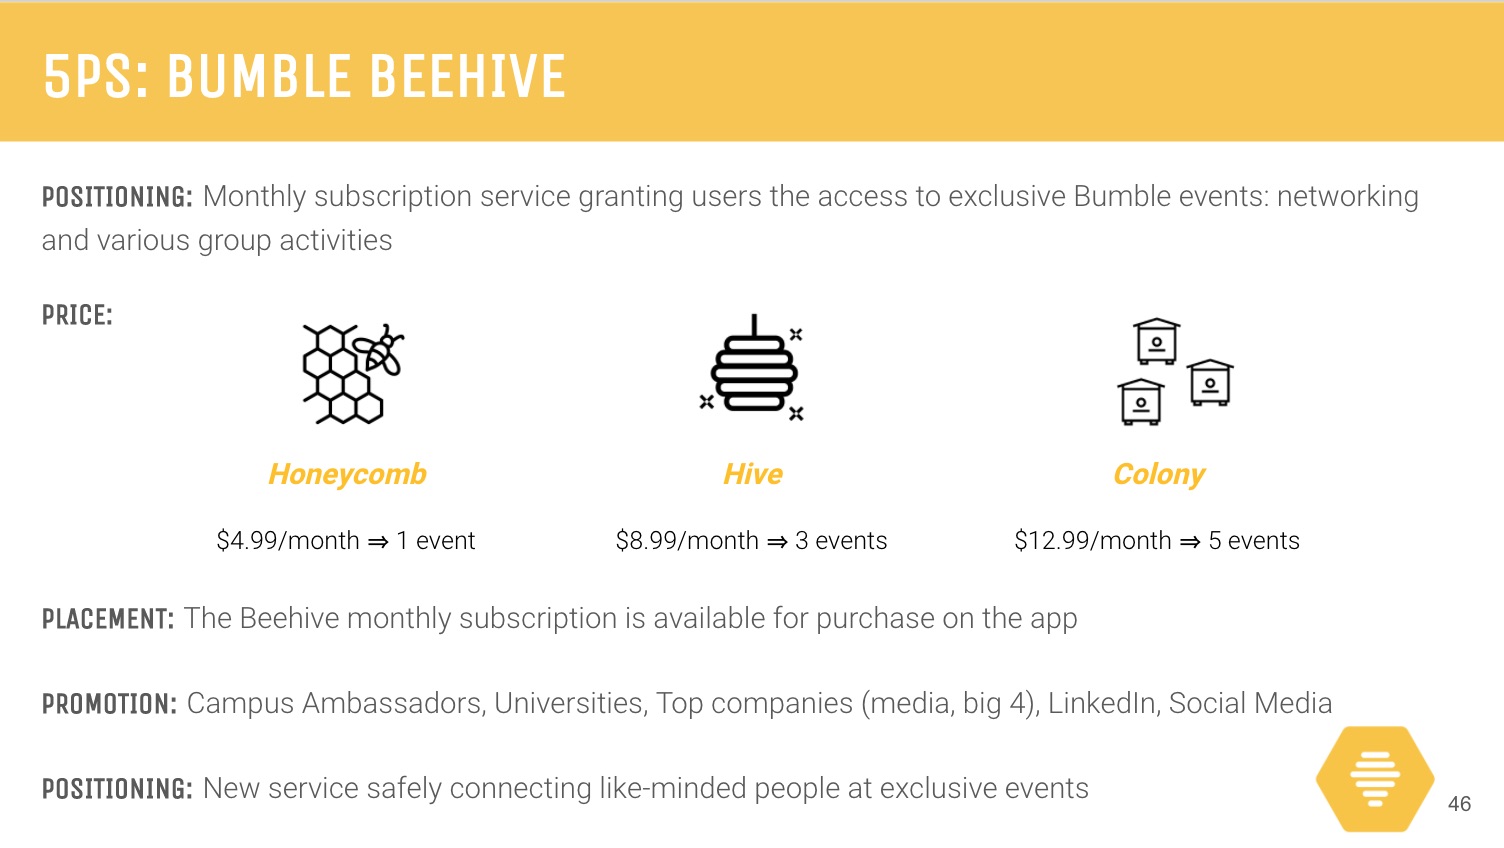 5PS: BUMBLE BEEHIVE
POSITIONING: Monthly subscription service granting users the access to exclusive Bumble events: networking
and various group activities
PRICE:
Honeycomb
Hive
Colony
$4.99/month ⇒ 1 event
$8.99/month ⇒ 3 events
$12.99/month ⇒ 5 events
PLACEMENT: The Beehive monthly subscription is available for purchase on the app
PROMOTION: Campus Ambassadors, Universities, Top companies (media, big 4), LinkedIn, Social Media
POSITIONING: New service safely connecting like-minded people at exclusive events
46